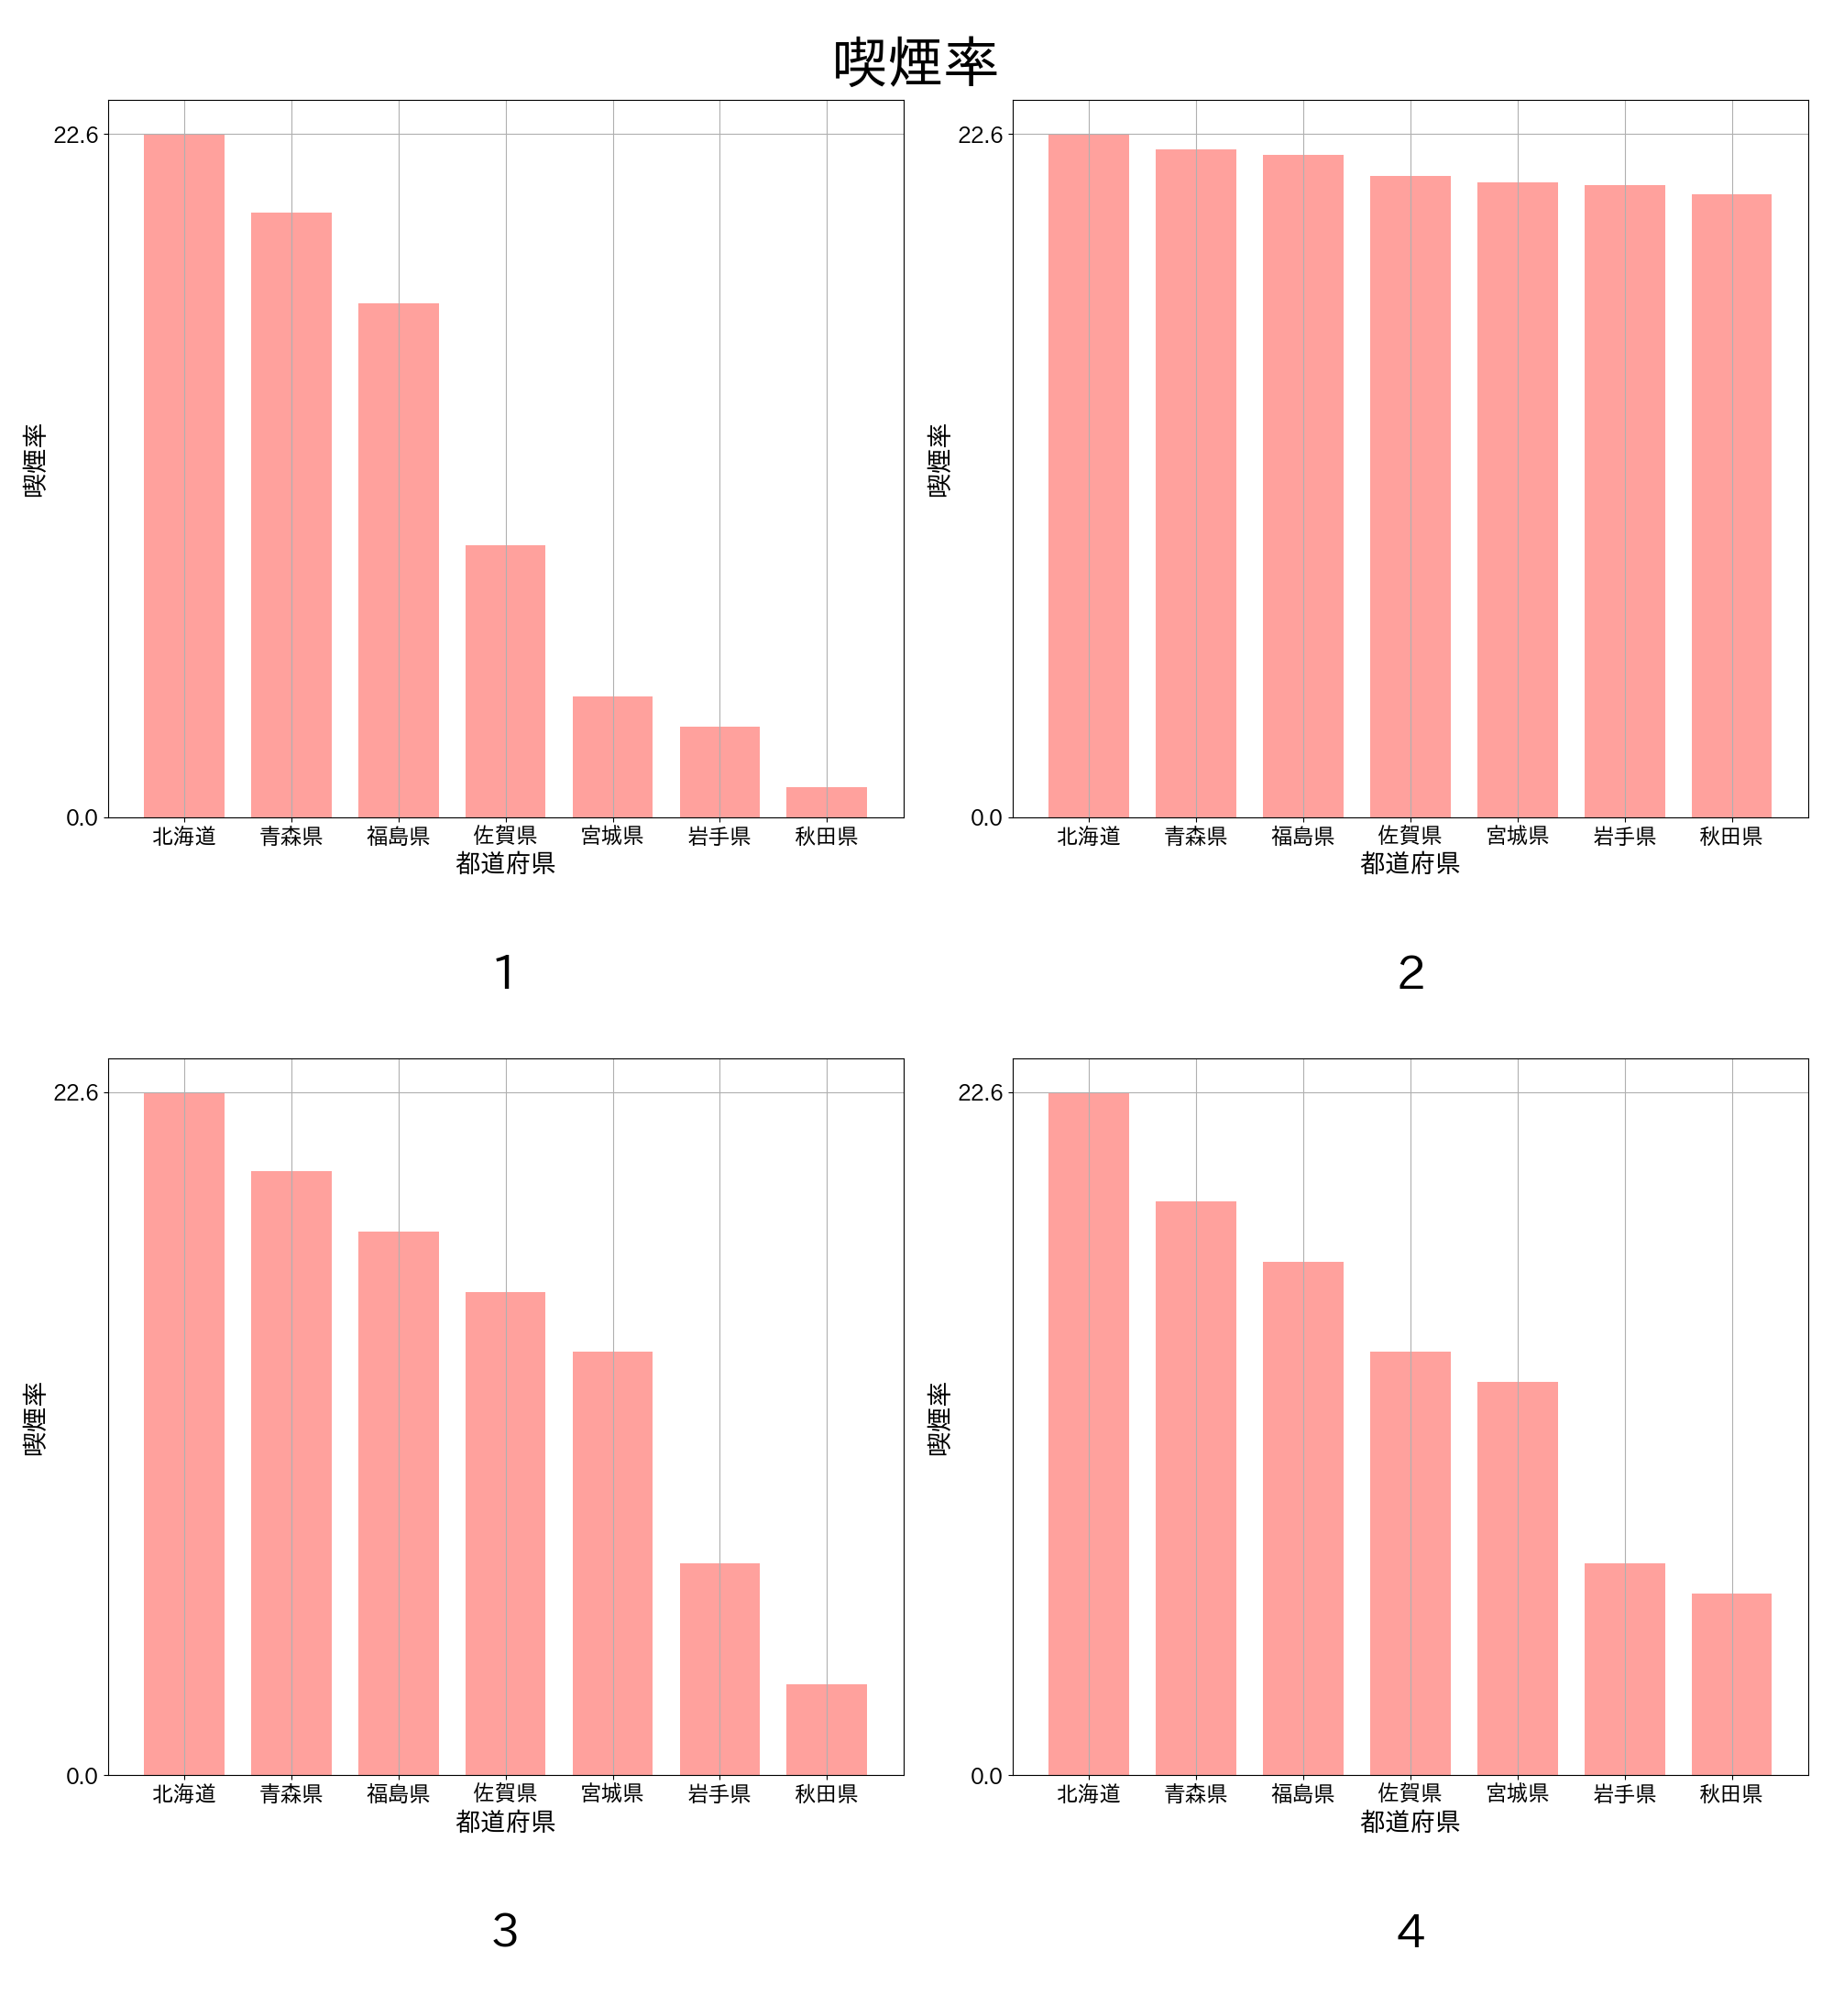 喫煙率
22.6
0.0
喫煙率
北海道 青森県 福島県 佐賀県 宮城県 岩手県 秋田県
都道府県
1
22.6
0.0
喫煙率
北海道 青森県 福島県 佐賀県 宮城県 岩手県 秋田県
都道府県
2
22.6
0.0
喫煙率
北海道 青森県 福島県 佐賀県 宮城県 岩手県 秋田県
都道府県
3
22.6
0.0
喫煙率
北海道 青森県 福島県 佐賀県 宮城県 岩手県 秋田県
都道府県
4